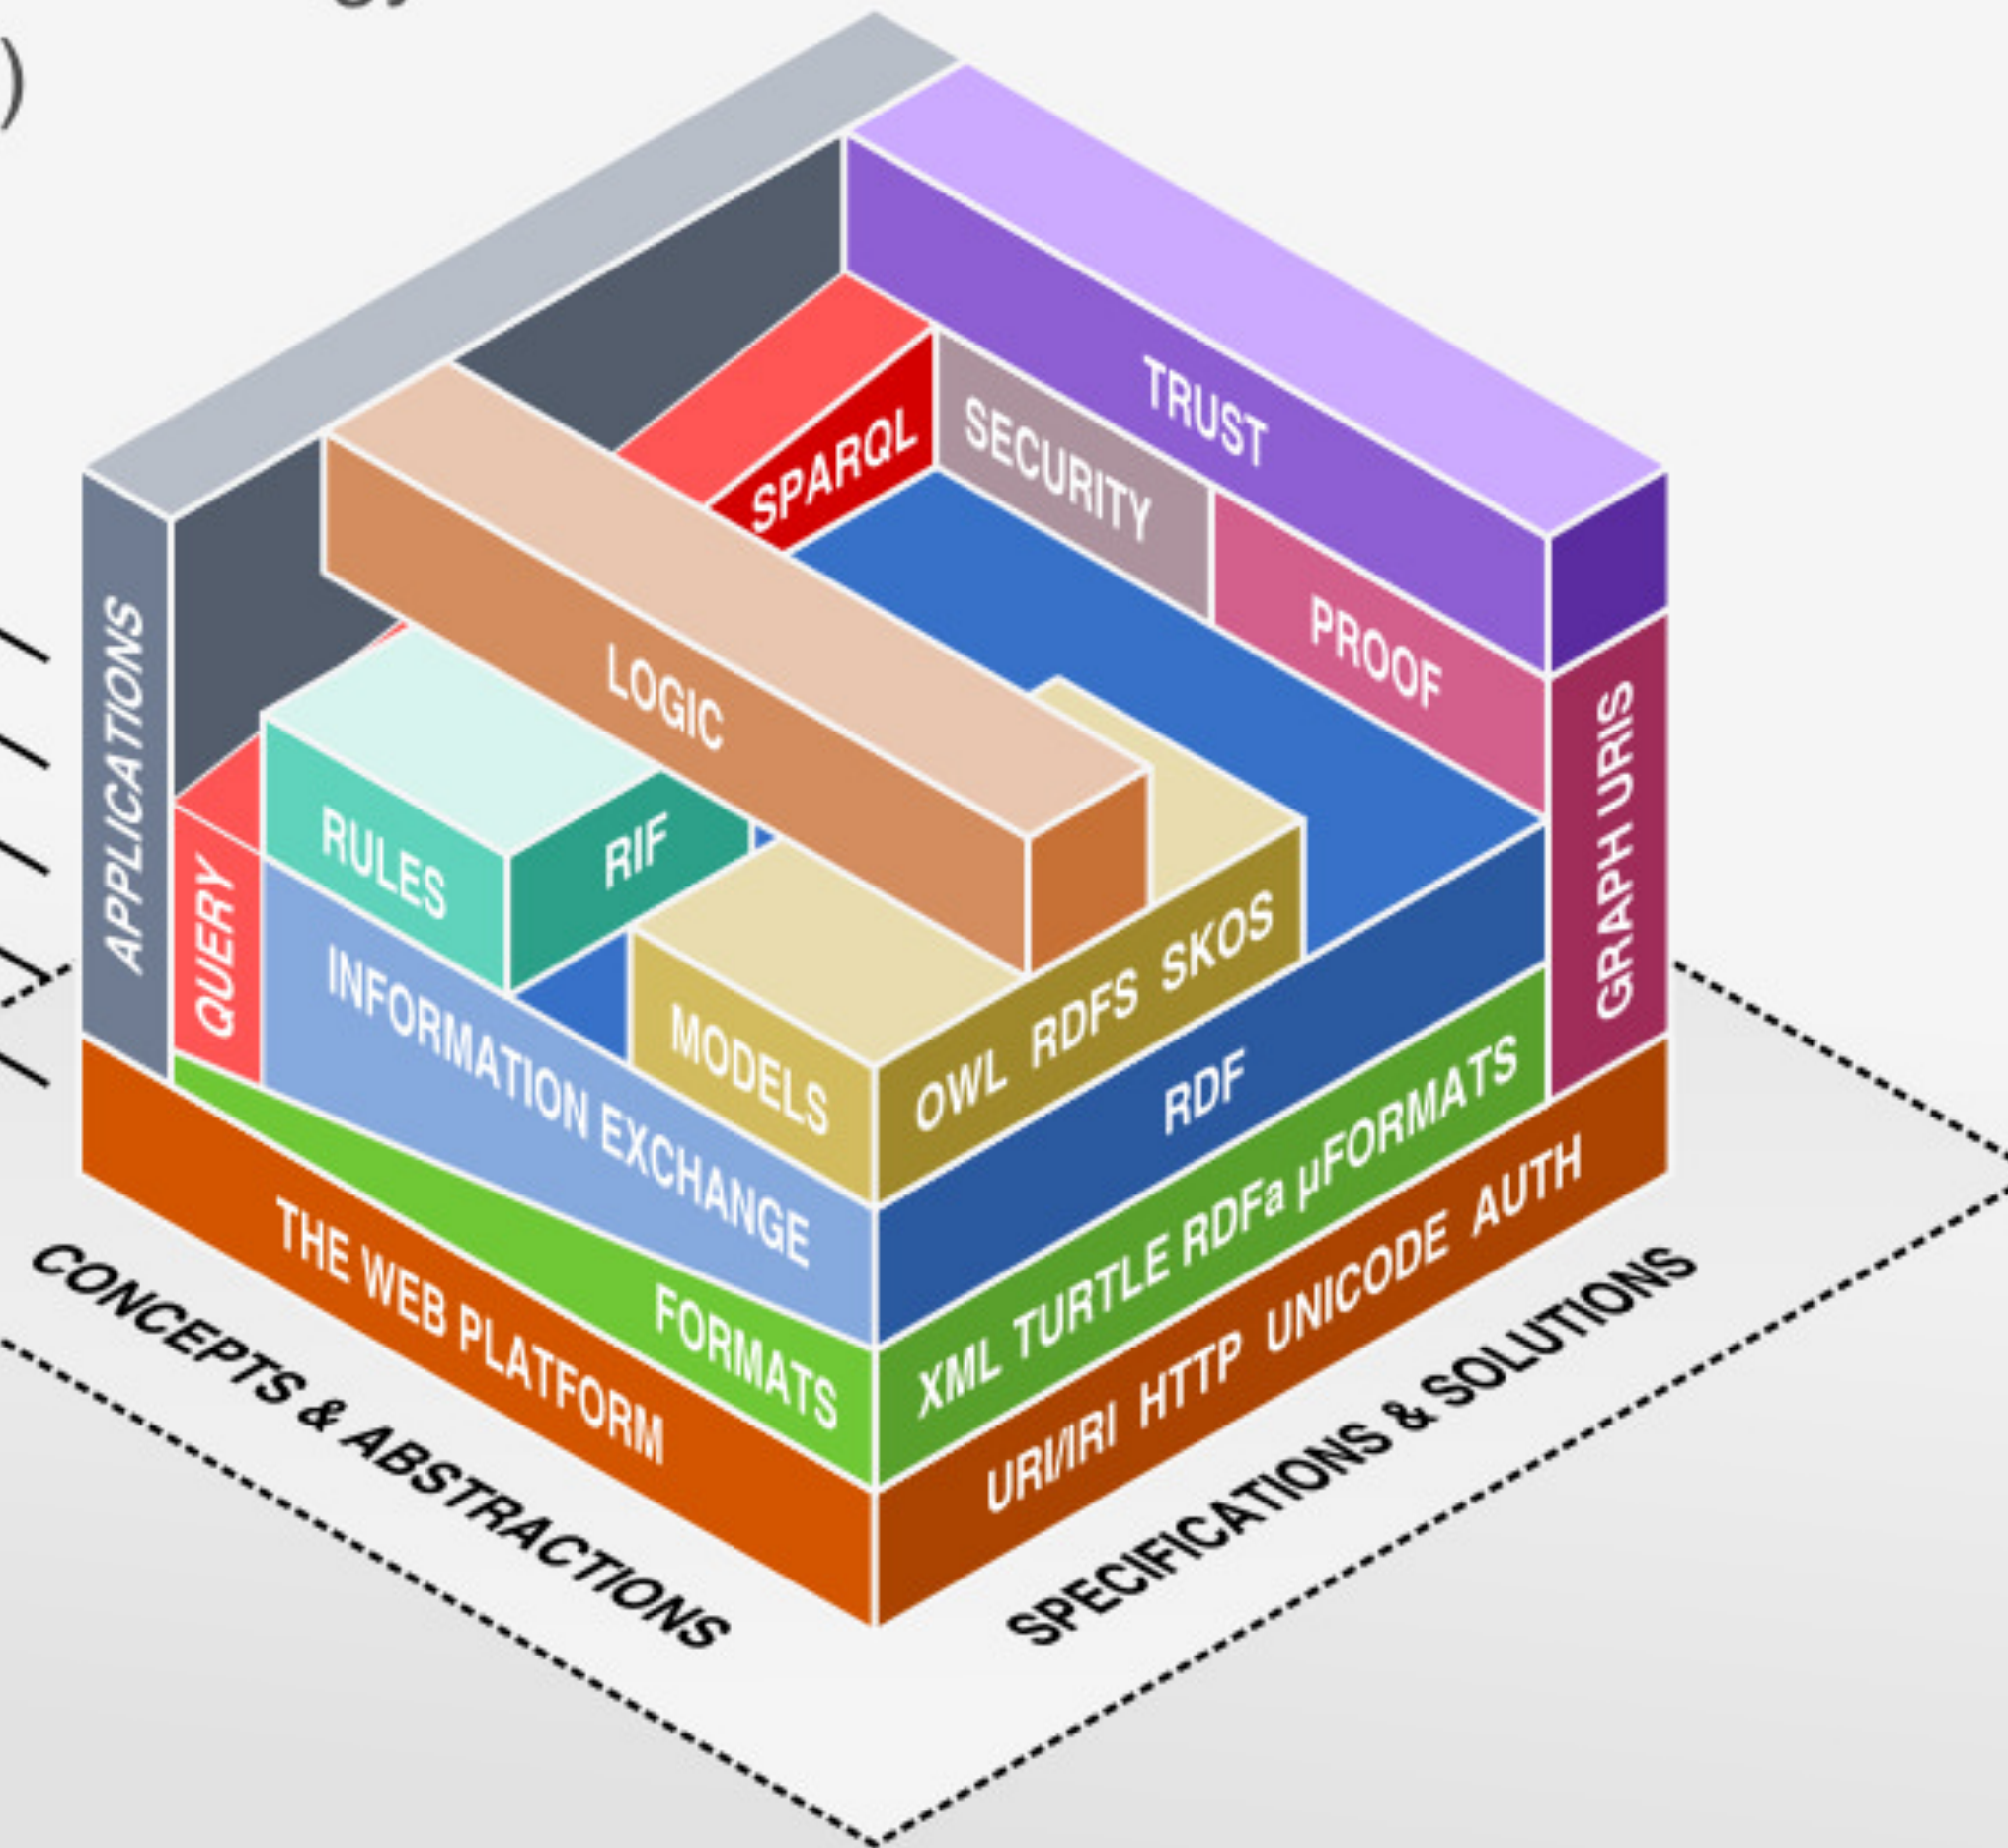 )
TRUST
SPARQL
SECURITY
PROOF
LOGIC
APPLICATIONS
RULES
RIF
GRAPH URIS
QUERY
INFORMATION EXCHANGE
MODELS
OWL RDFS SKOS
RDF
THE WEB PLATFORM
FORMATS
XML TURTLE RDFa µFORMATS
URI/IRI HTTP UNICODE AUTH
CONCEPTS & ABSTRACTIONS
SPECIFICATIONS & SOLUTIONS